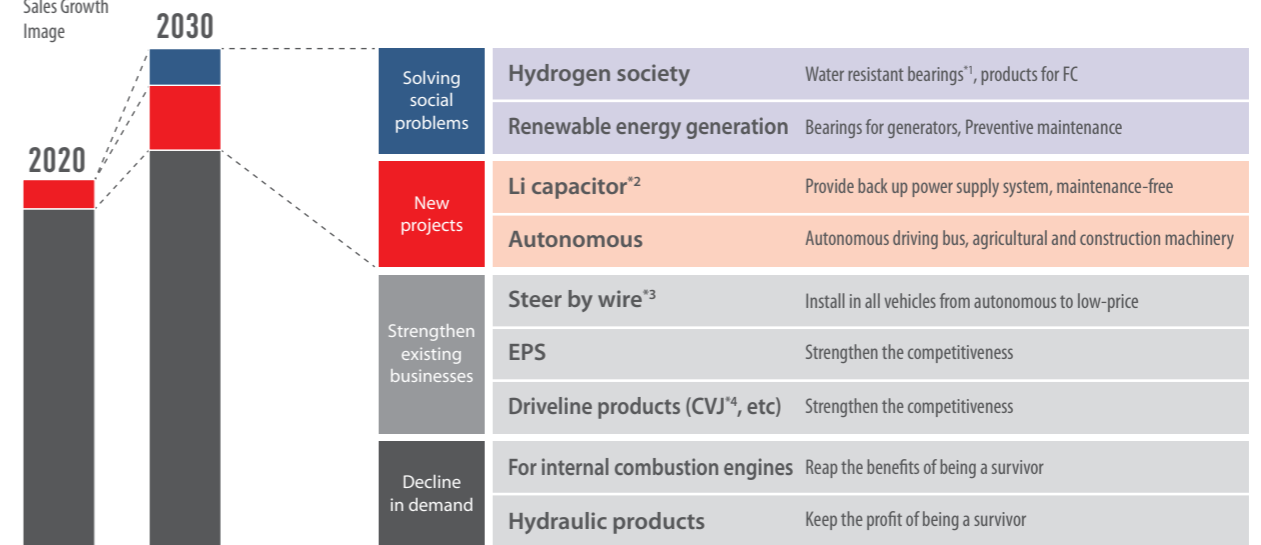 Sales Growth
Image
2030
2020
Solving
social
problems
Hydrogen society
Water resistant bearings*1, products for FC
Renewable energy generation
Bearings for generators, Preventive maintenance
New
projects
Li capacitor*2
Provide back up power supply system, maintenance-free
Autonomous
Autonomous driving bus, agricultural and construction machinery
Strengthen
existing
businesses
Steer by wire*3
Install in all vehicles from autonomous to low-price
EPS
Strengthen the competitiveness
Driveline products (CVJ*4, etc)
Strengthen the competitiveness
Decline
in demand
For internal combustion engines
Reap the benefits of being a survivor
Hydraulic products
Keep the profit of being a survivor